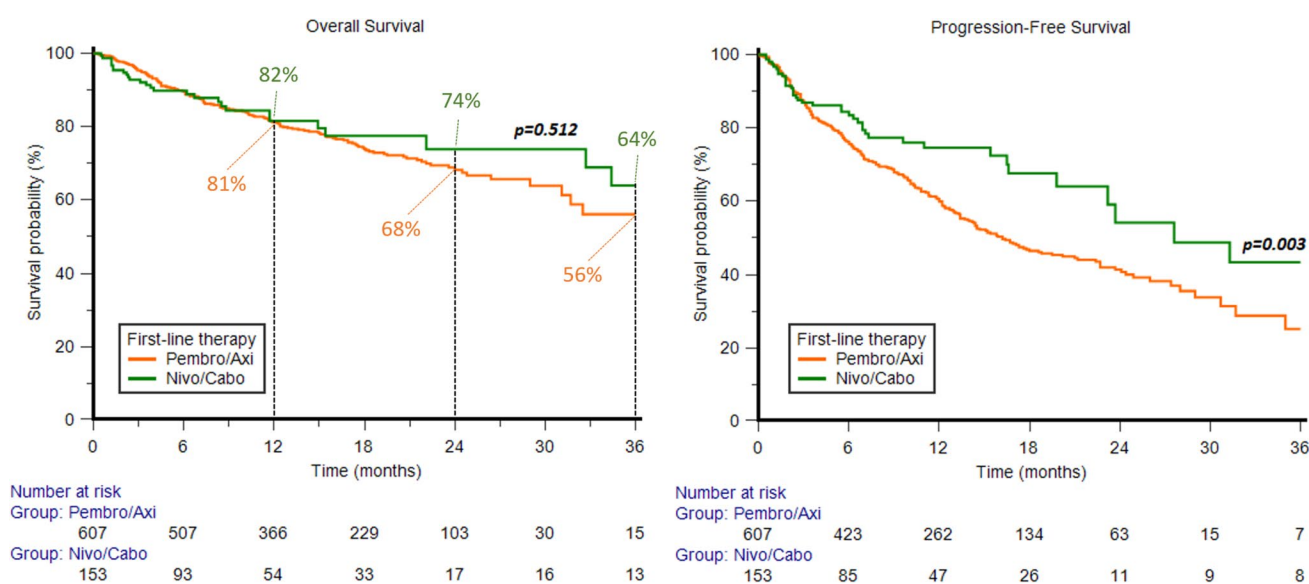 Overall Survival
100
80
60
40
20
0
Survival probability (%)
82%
74%
64%
p=0.512
81%
68%
56%
First-line therapy
Pembro/Axi
Nivo/Cabo
0 6 12 18 24 30 36
Time (months)
Number at risk
Group: Pembro/Axi
607 507 366 229 103 30 15
Group: Nivo/Cabo
153 93 54 33 17 16 13
Progression-Free Survival
100
80
60
40
20
0
Survival probability (%)
p=0.003
First-line therapy
Pembro/Axi
Nivo/Cabo
0 6 12 18 24 30 36
Time (months)
Number at risk
Group: Pembro/Axi
607 423 262 134 63 15 7
Group: Nivo/Cabo
153 85 47 26 11 9 8